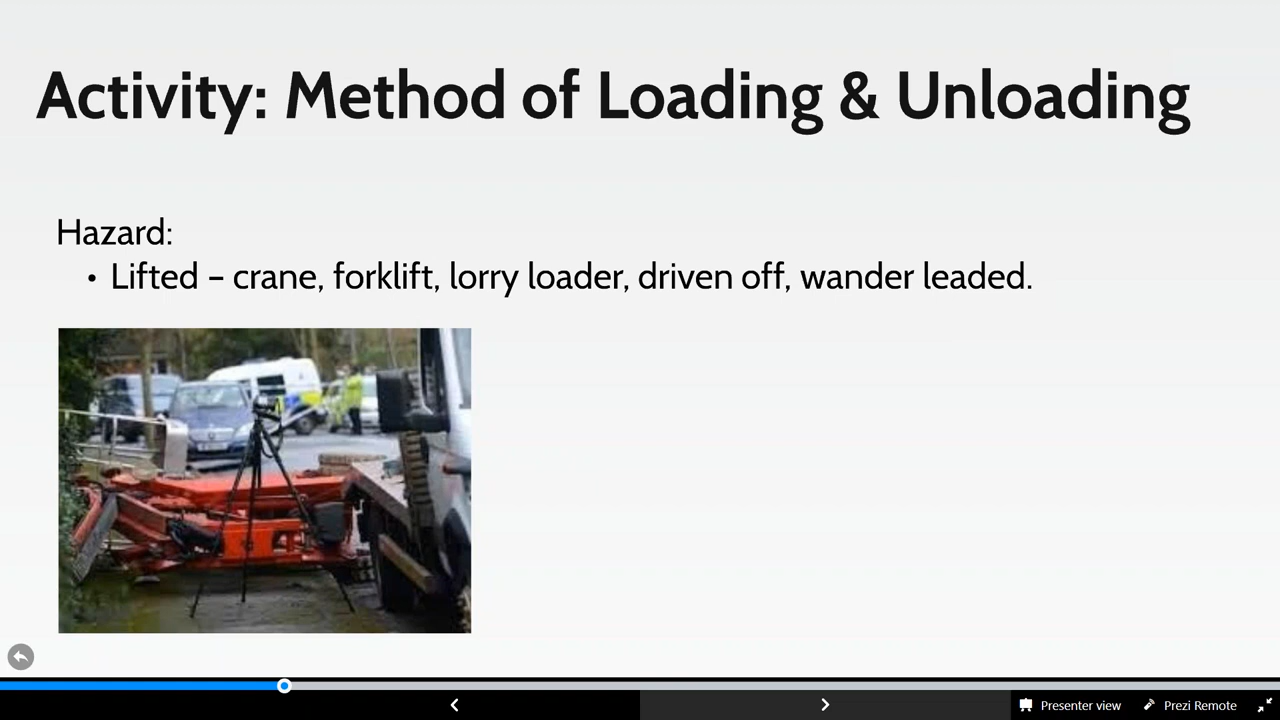 Activity: Method of Loading & Unloading
Hazard:
• Lifted – crane, forklift, lorry loader, driven off, wander leaded.
Presenter view
Prezi Remote